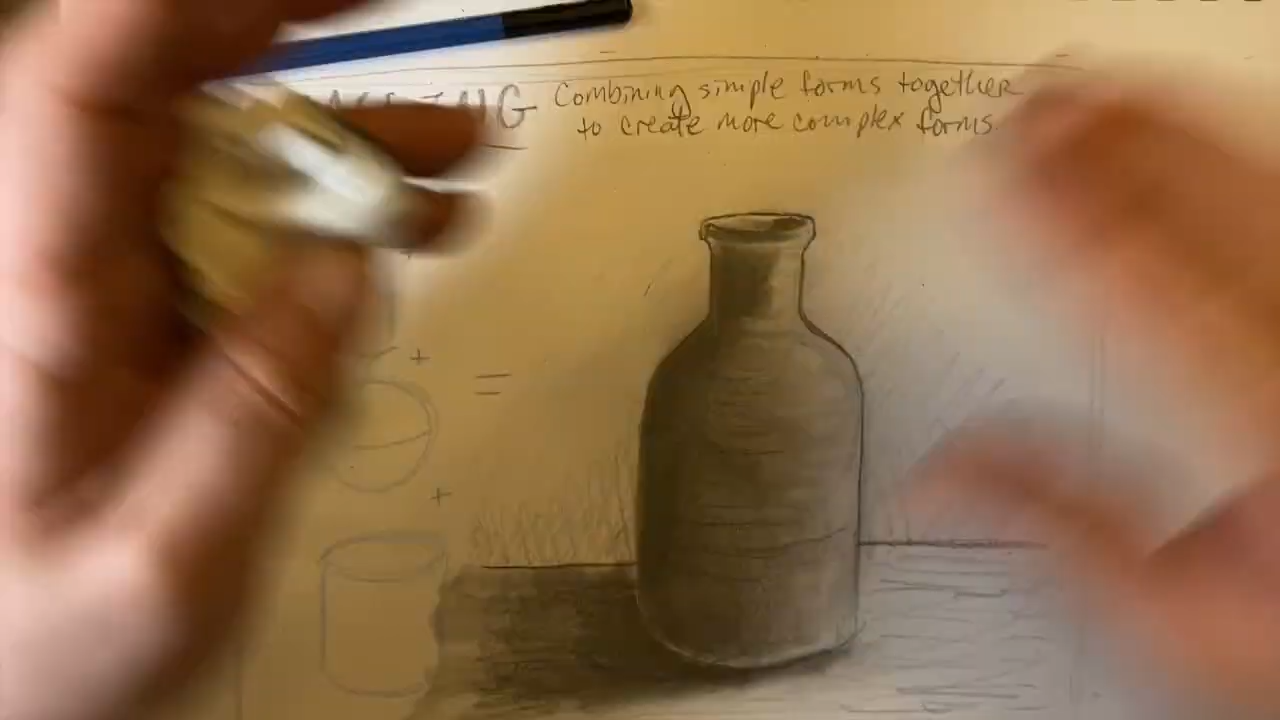 Combining simple forms together
to create more complex forms.
+
=
+